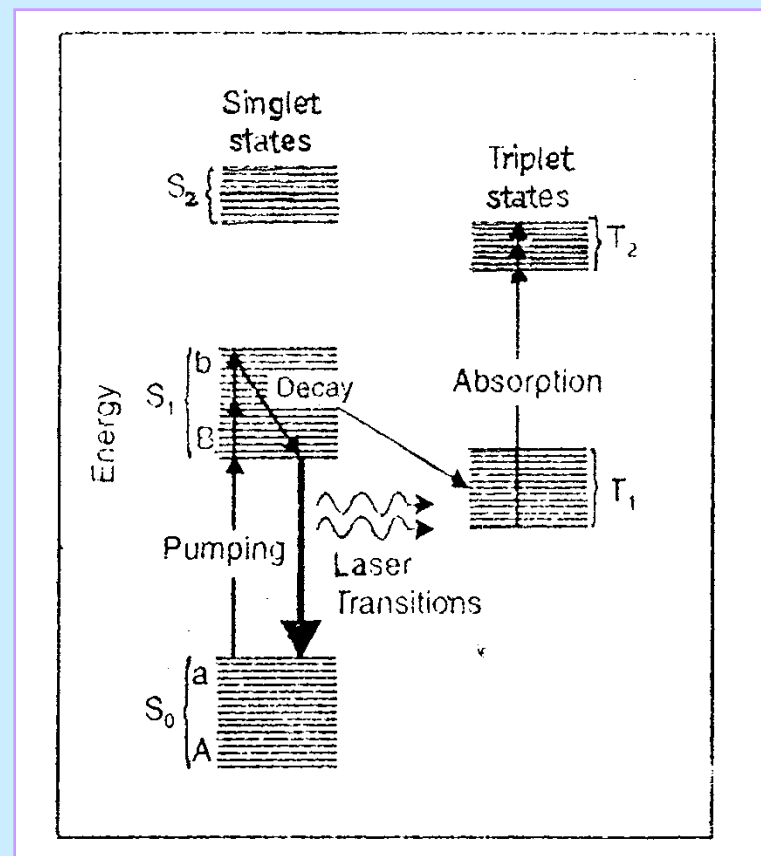 Singlet
states
S₂
Triplet
states
T₂
Energy
S₁
b
B
Decay
Absorption
T₁
Pumping
Laser
Transitions
S₀
a
A